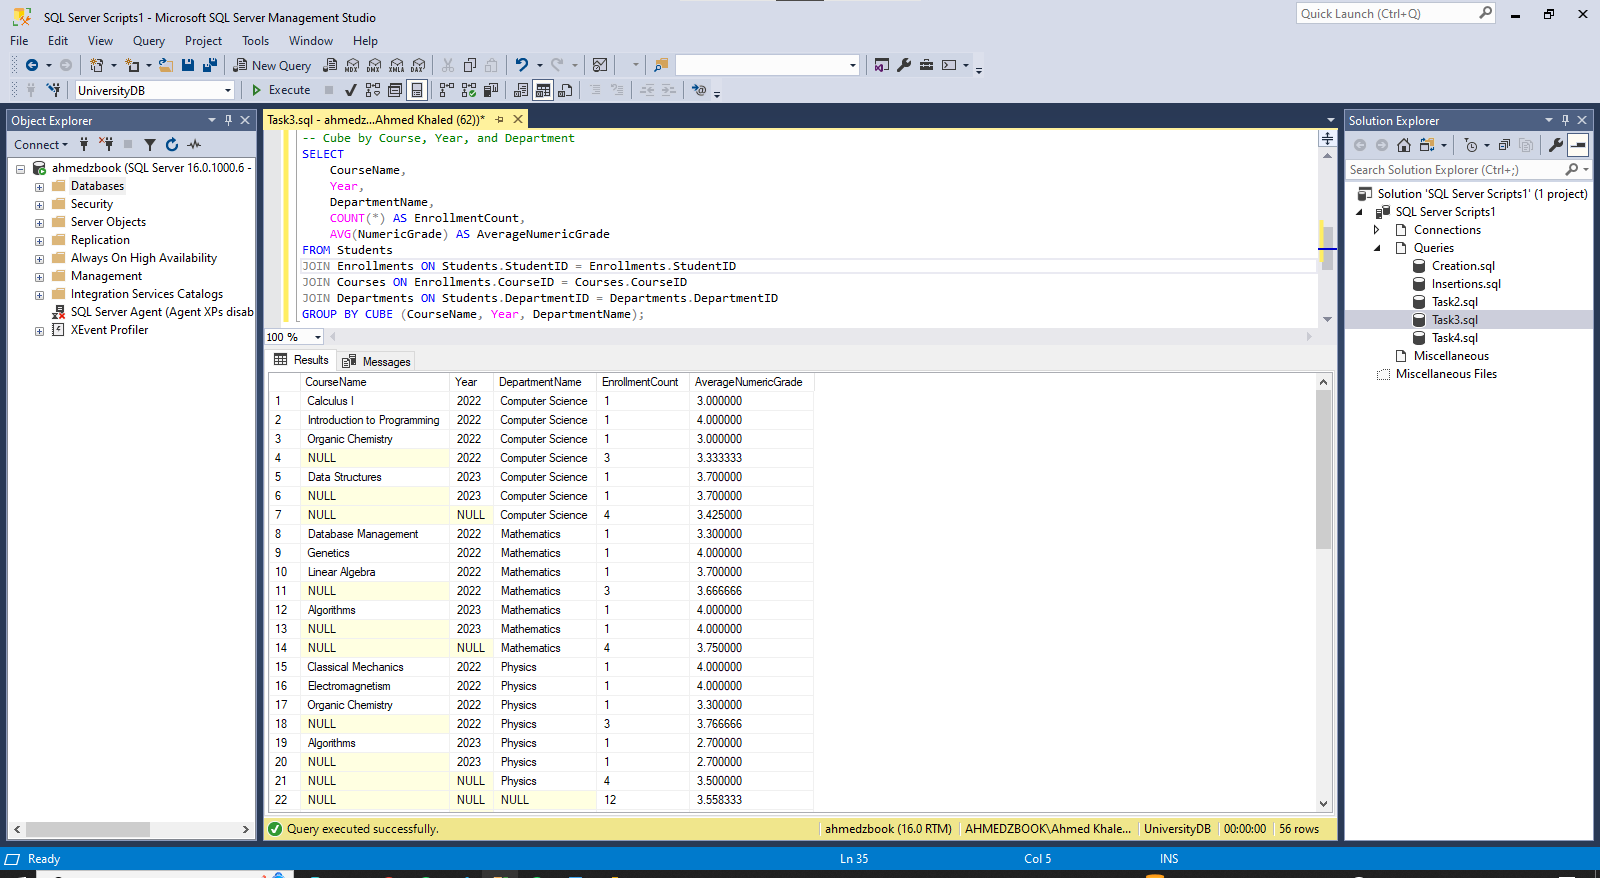 SQL Server Scripts1 - Microsoft SQL Server Management Studio
Quick Launch (Ctrl+Q)
File Edit View Query Project Tools Window Help
New Query MDX DMX XMLA DAX
UniversityDB Execute
Object Explorer
Connect
ahmedzbook (SQL Server 16.0.1000.6 -
Databases
Security
Server Objects
Replication
Always On High Availability
Management
Integration Services Catalogs
SQL Server Agent (Agent XPs disab
XEvent Profiler
Task3.sql - ahmedz...Ahmed Khaled (62))*
-- Cube by Course, Year, and Department
SELECT
CourseName,
Year,
DepartmentName,
COUNT(*) AS EnrollmentCount,
AVG(NumericGrade) AS AverageNumericGrade
FROM Students
JOIN Enrollments ON Students.StudentID = Enrollments.StudentID
JOIN Courses ON Enrollments.CourseID = Courses.CourseID
JOIN Departments ON Students.DepartmentID = Departments.DepartmentID
GROUP BY CUBE (CourseName, Year, DepartmentName);
100 %
Results Messages
CourseName Year DepartmentName EnrollmentCount AverageNumericGrade
1 Calculus I 2022 Computer Science 1 3.000000
2 Introduction to Programming 2022 Computer Science 1 4.000000
3 Organic Chemistry 2022 Computer Science 1 3.000000
4 NULL 2022 Computer Science 3 3.333333
5 Data Structures 2023 Computer Science 1 3.700000
6 NULL 2023 Computer Science 1 3.700000
7 NULL NULL Computer Science 4 3.425000
8 Database Management 2022 Mathematics 1 3.300000
9 Genetics 2022 Mathematics 1 4.000000
10 Linear Algebra 2022 Mathematics 1 3.700000
11 NULL 2022 Mathematics 3 3.666666
12 Algorithms 2023 Mathematics 1 4.000000
13 NULL 2023 Mathematics 1 4.000000
14 NULL NULL Mathematics 4 3.750000
15 Classical Mechanics 2022 Physics 1 4.000000
16 Electromagnetism 2022 Physics 1 4.000000
17 Organic Chemistry 2022 Physics 1 3.300000
18 NULL 2022 Physics 3 3.766666
19 Algorithms 2023 Physics 1 2.700000
20 NULL 2023 Physics 1 2.700000
21 NULL NULL Physics 4 3.500000
22 NULL NULL NULL 12 3.558333
Query executed successfully. ahmedzbook (16.0 RTM) AHMEDZBOOK\Ahmed Khale... UniversityDB 00:00:00 56 rows
Solution Explorer
Search Solution Explorer (Ctrl+;)
Solution 'SQL Server Scripts1' (1 project)
SQL Server Scripts1
Connections
Queries
Creation.sql
Insertions.sql
Task2.sql
Task3.sql
Task4.sql
Miscellaneous
Miscellaneous Files
Ready Ln 35 Col 5 INS